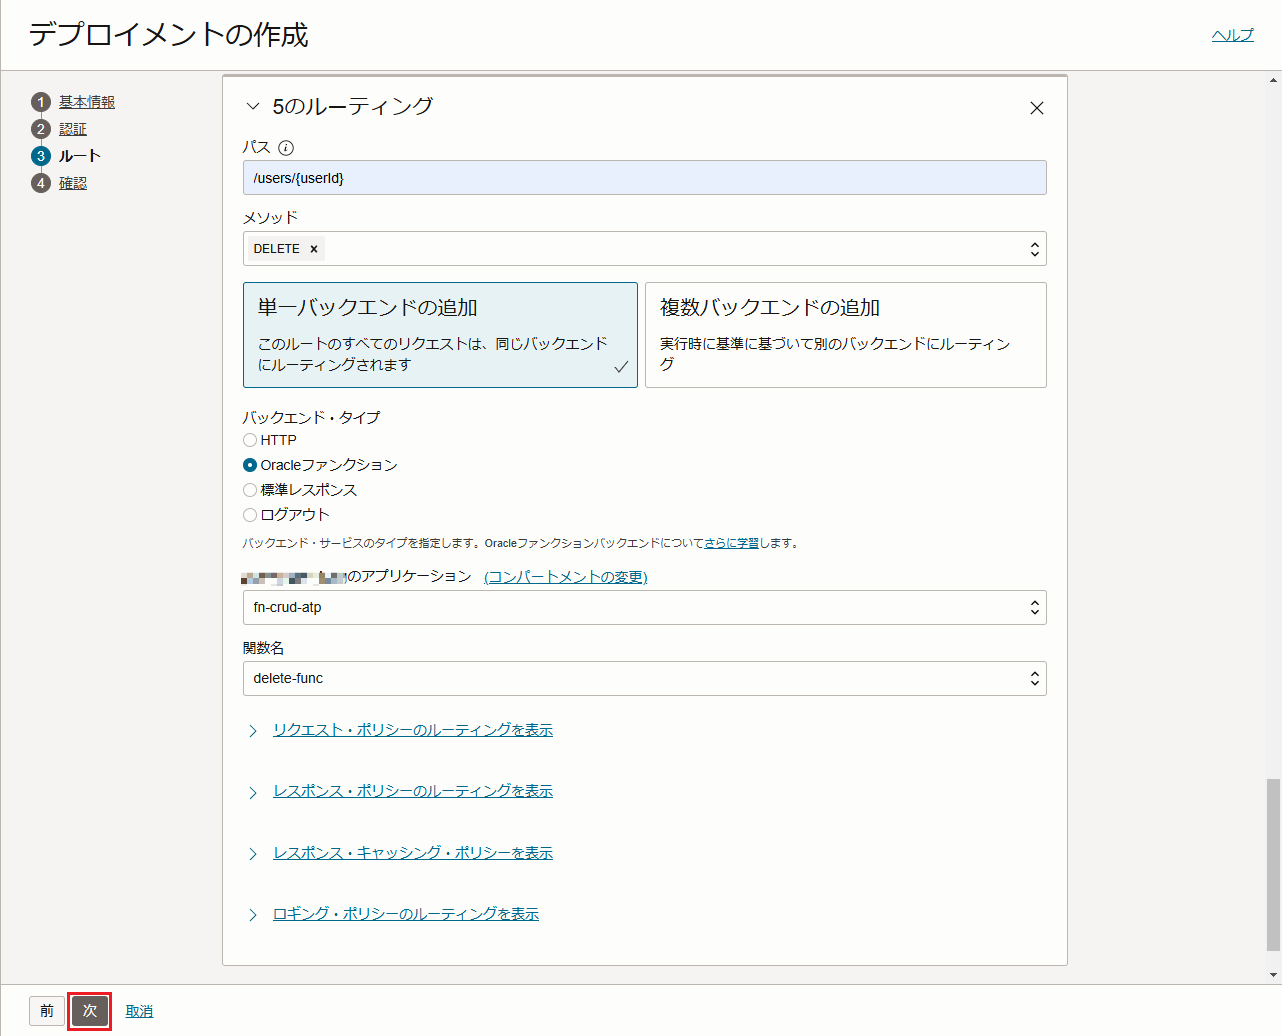 デプロイメントの作成
ヘルプ
1 基本情報
2 認証
3 ルート
4 確認
5のルーティング
パス
/users/{userId}
メソッド
DELETE ×
単一バックエンドの追加
このルートのすべてのリクエストは、同じバックエンド
にルーティングされます
複数バックエンドの追加
実行時に基準に基づいて別のバックエンドにルーティン
グ
バックエンド・タイプ
HTTP
Oracleファンクション
標準レスポンス
ログアウト
バックエンド・サービスのタイプを指定します。Oracleファンクションバックエンドについてさらに学習します。
のアプリケーション (コンパートメントの変更)
fn-crud-atp
関数名
delete-func
リクエスト・ポリシーのルーティングを表示
レスポンス・ポリシーのルーティングを表示
レスポンス・キャッシング・ポリシーを表示
ロギング・ポリシーのルーティングを表示
前 次 取消